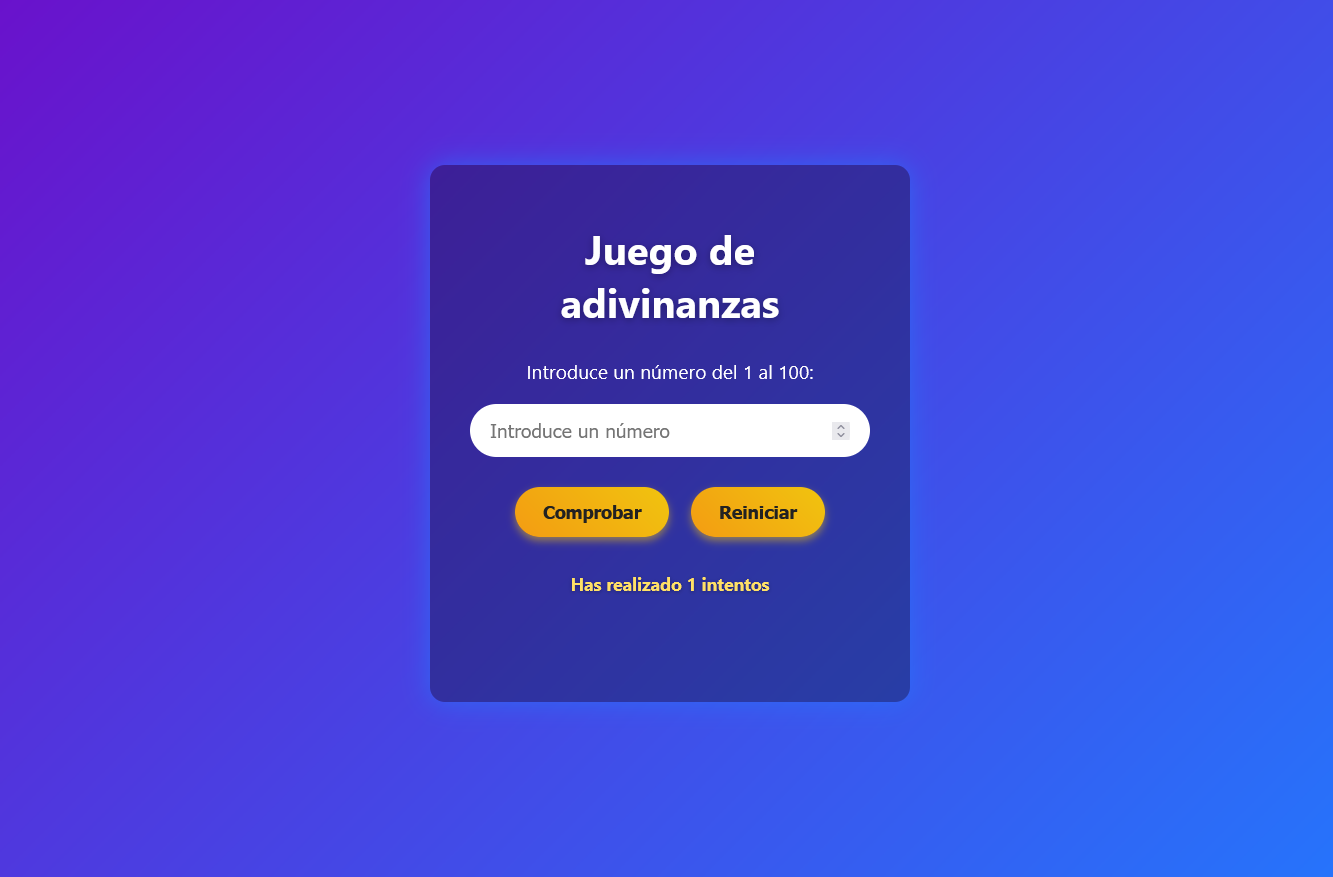 Juego de
adivinanzas
Introduce un número del 1 al 100:
Introduce un número
Comprobar Reiniciar
Has realizado 1 intentos